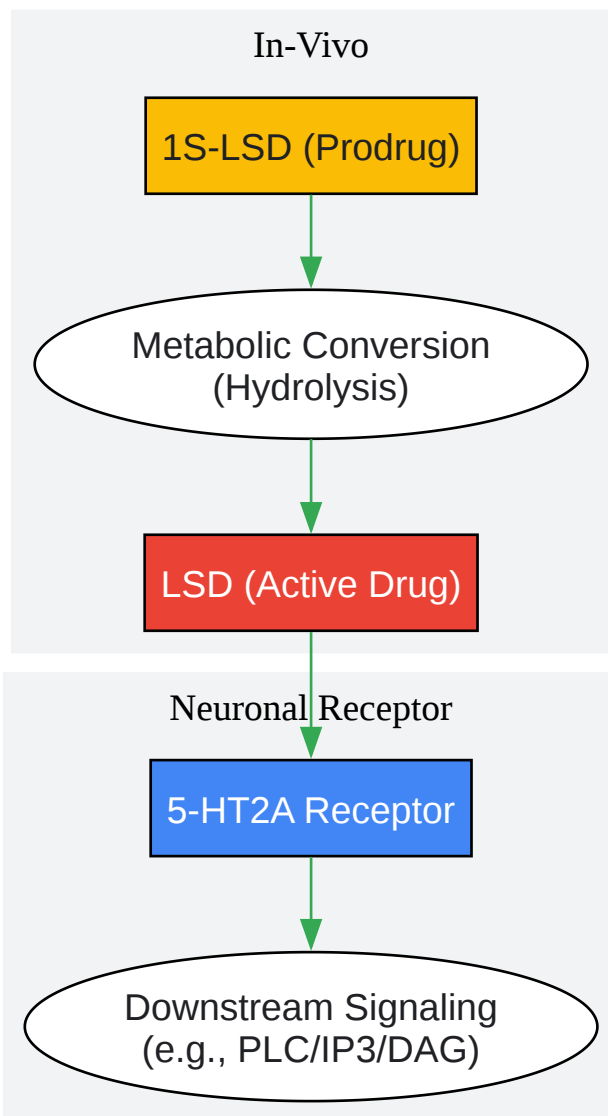 In-Vivo
1S-LSD (Prodrug)
Metabolic Conversion
(Hydrolysis)
LSD (Active Drug)
Neuronal Receptor
5-HT2A Receptor
Downstream Signaling
(e.g., PLC/IP3/DAG)